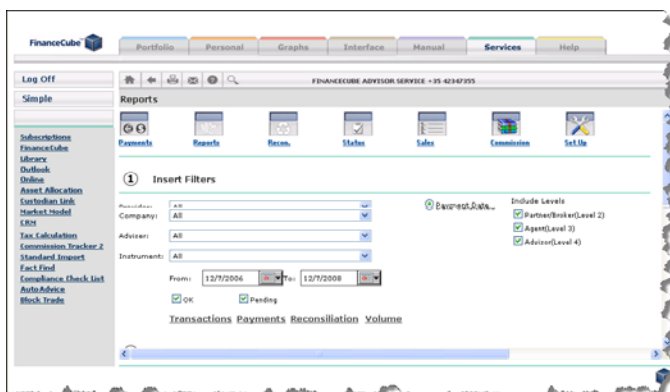 FinanceCube
Portfolio Personal Graphs Interface Manual Services Help
Log Off
FINANCECUBE ADVISOR SERVICE +35 42347355
Simple
Reports
Payments Reports Recon. Status Sales Commission Set Up
Subscriptions
FinanceCube
Library
Outlook
Online
Asset Allocation
Custodian Link
Market Model
CRM
Tax Calculation
Commission Tracker 2
Standard Import
Fact Find
Compliance Check List
AutoAdvice
Block Trade
1 Insert Filters
Provider: All
Company: All
Adviser: All
Instrument: All
From: 12/7/2006 To: 12/7/2008
OK Pending
Transactions Payments Reconsiliation Volume
Payment Date
Include Levels
Partner/Broker(Level 2)
Agent(Level 3)
Advisor(Level 4)